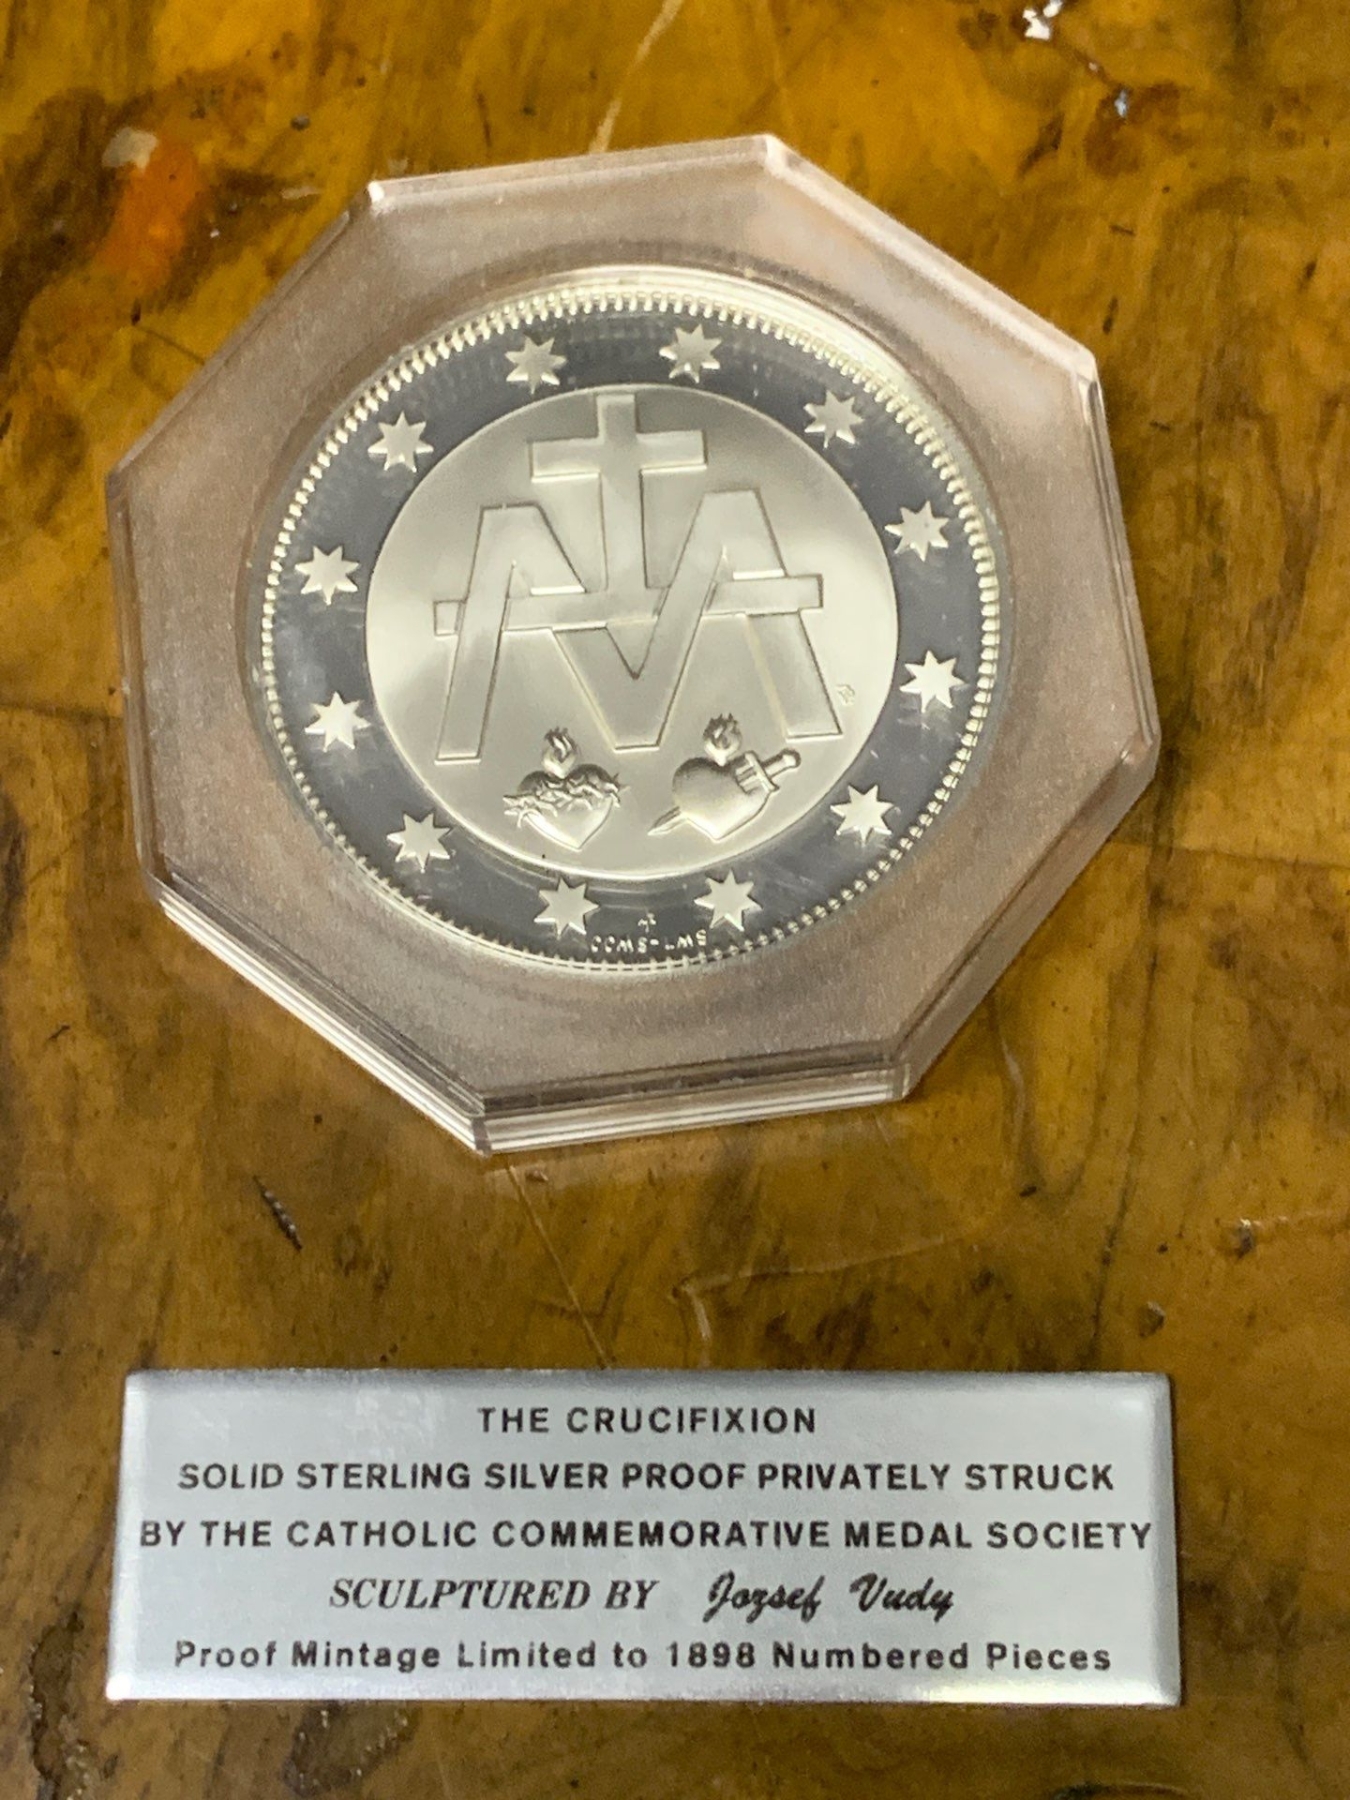 CCMS-LMS
THE CRUCIFIXION
SOLID STERLING SILVER PROOF PRIVATELY STRUCK
BY THE CATHOLIC COMMEMORATIVE MEDAL SOCIETY
SCULPTURED BY Jozsef Vudy
Proof Mintage Limited to 1898 Numbered Pieces